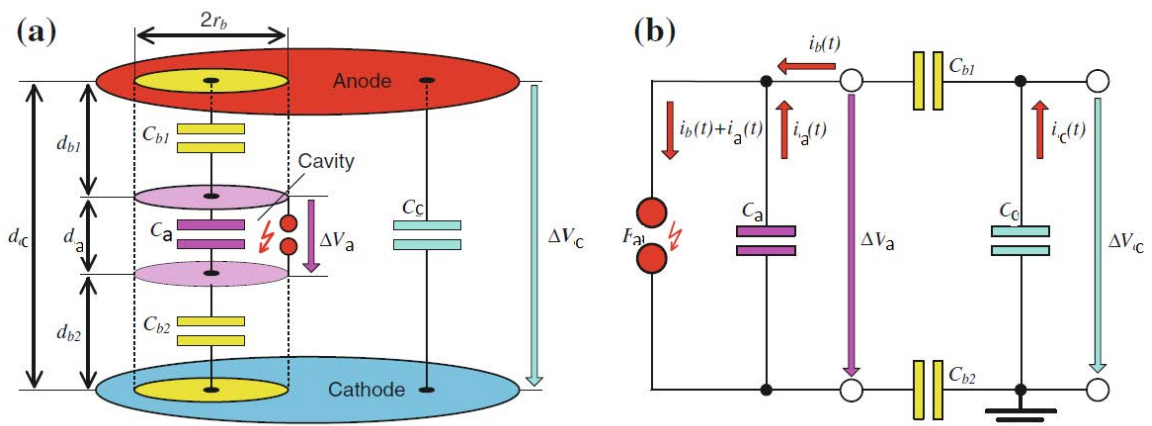 (a)
2r_b
Anode
C_b1
d_b1
Cavity
d_c
d_a
C_a
ΔV_a
C_c
ΔV_c
d_b2
C_b2
Cathode
(b)
i_b(t)
C_b1
i_b(t)+i_a(t)
i_a(t)
i_c(t)
F_a
C_a
ΔV_a
C_c
ΔV_c
C_b2